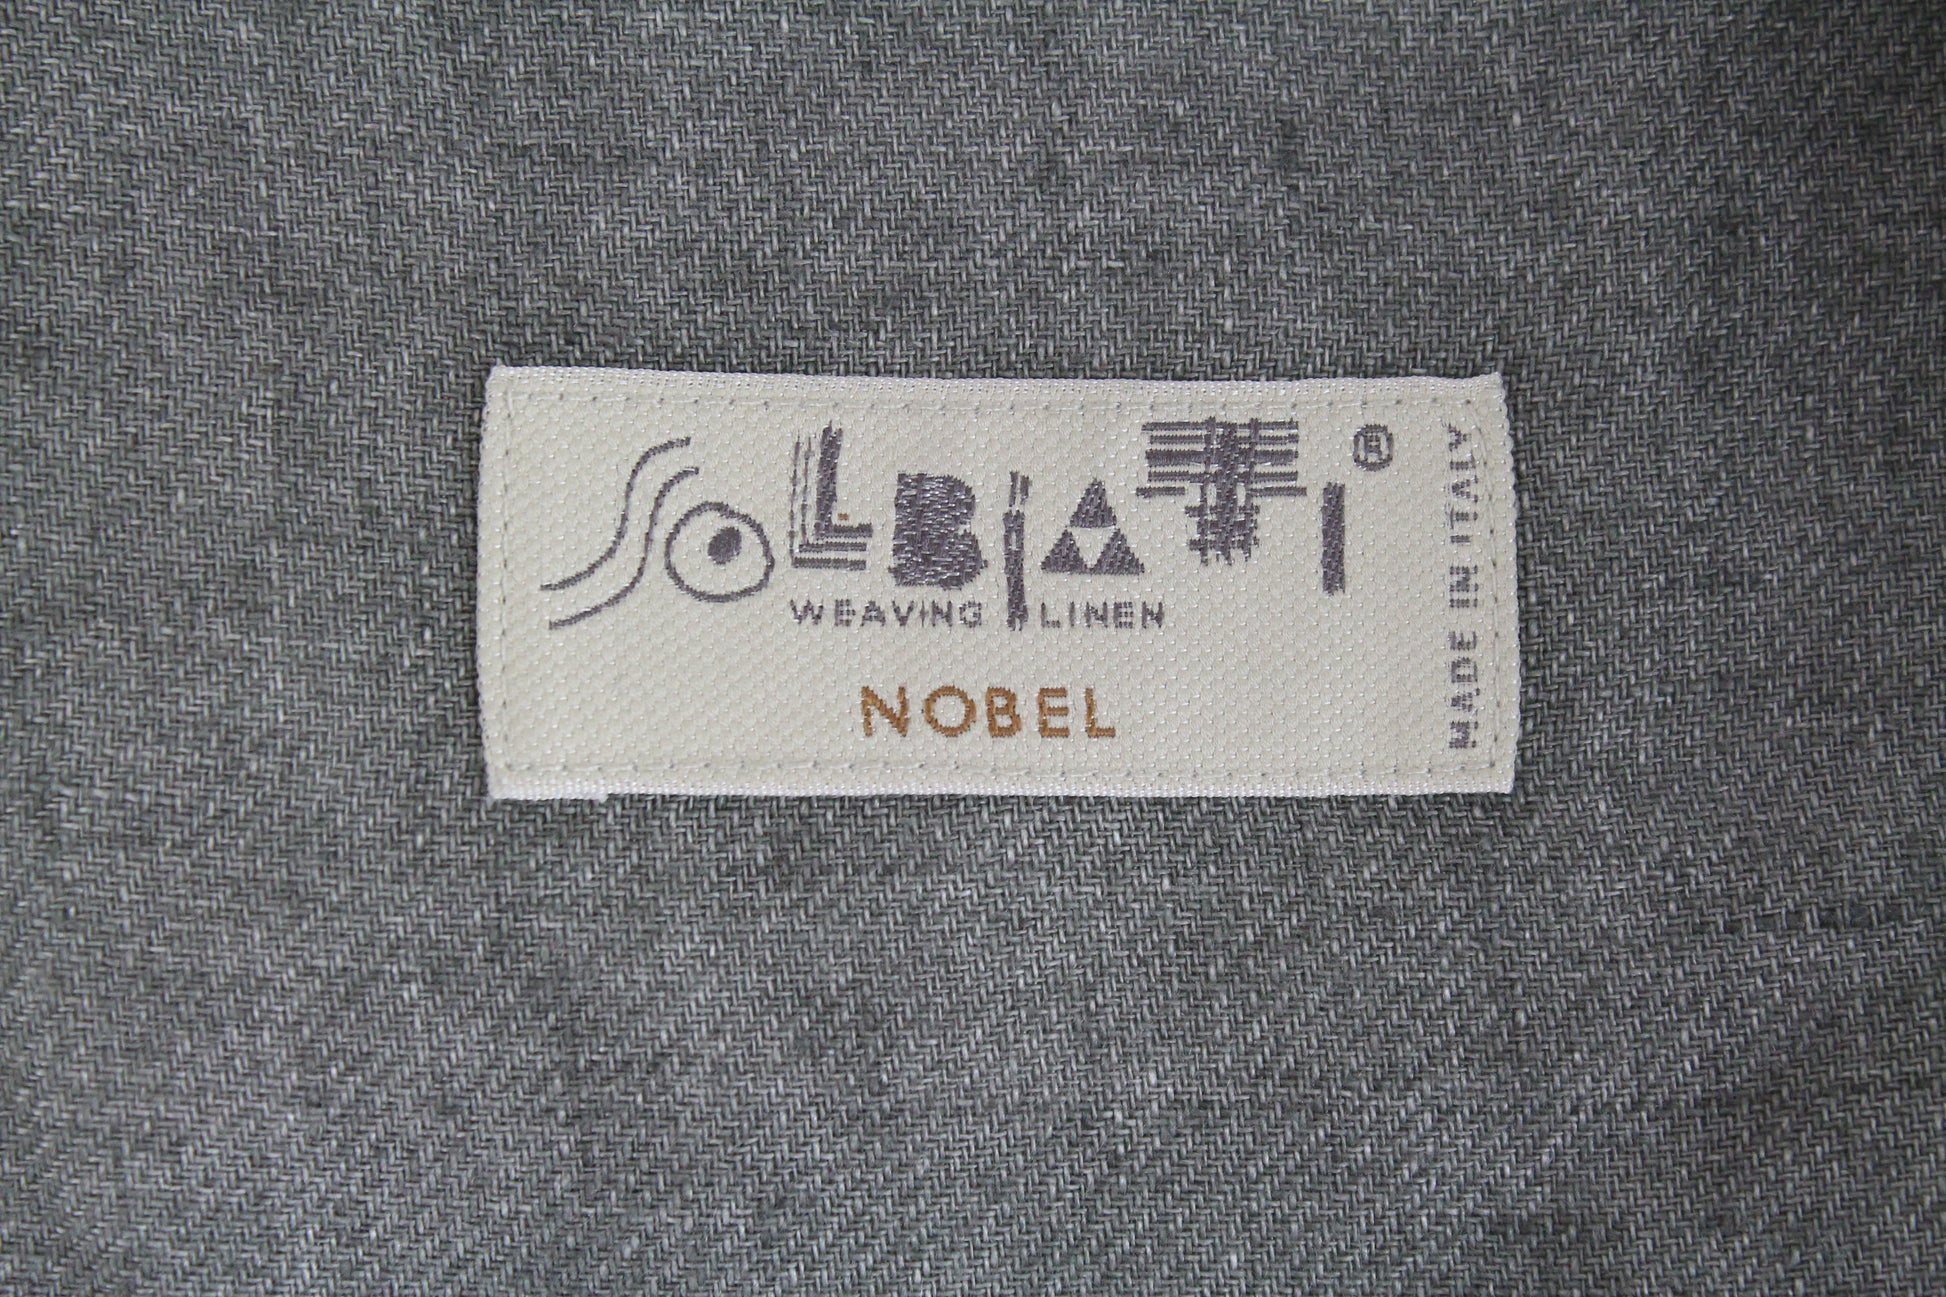 SOLBIATI®
WEAVING LINEN
NOBEL
MADE IN ITALY